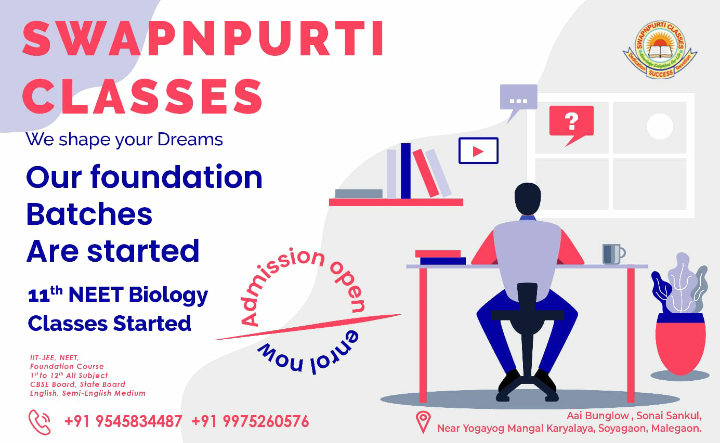 SWAPNPURTI
CLASSES
We shape your Dreams
Our foundation
Batches
Are started
11th NEET Biology
Classes Started
Admission open
enrol now
IIT-JEE, NEET,
Foundation Course
1st to 12th All Subject
CBSE Board, State Board
English, Semi-English Medium
+91 9545834487 +91 9975260576
SWAPNPURTI CLASSES
SUCCESS
...
?
Aai Bunglow , Sonai Sankul,
Near Yogayog Mangal Karyalaya, Soyagaon, Malegaon.